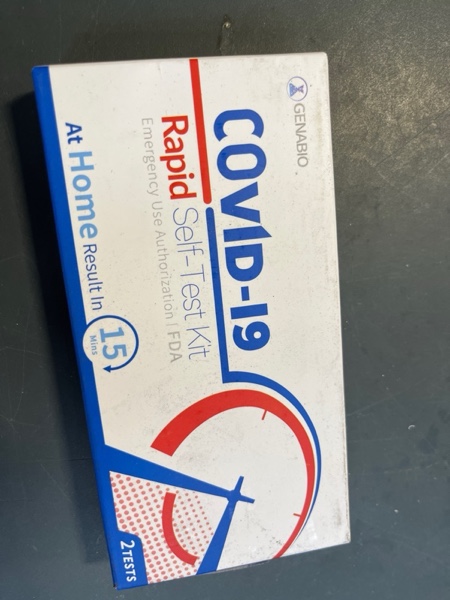 GENABIO
COVID-19
Rapid Self-Test Kit
Emergency Use Authorization | FDA
At Home Result In 15 Mins
2 TESTS